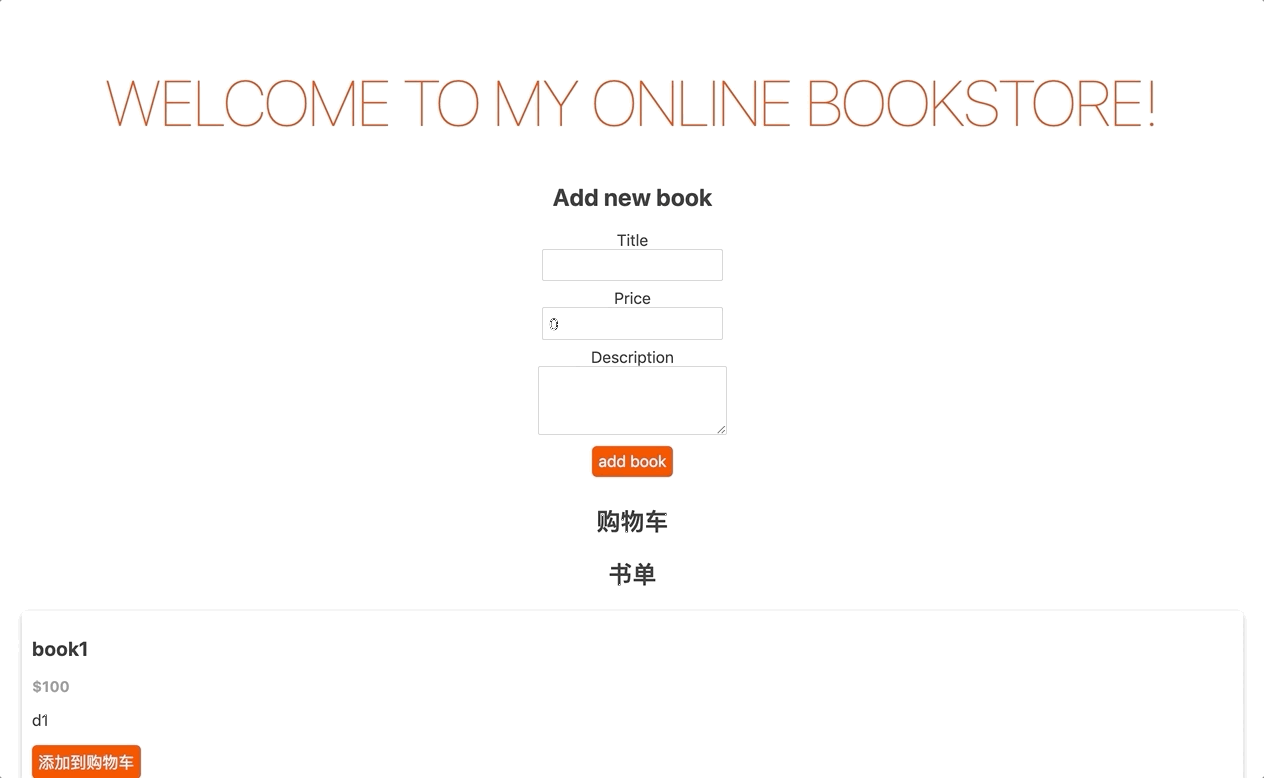 WELCOME TO MY ONLINE BOOKSTORE!
Add new book
Title
Price
0
Description
add book
购物车
书单
book1
$100
d1
添加到购物车